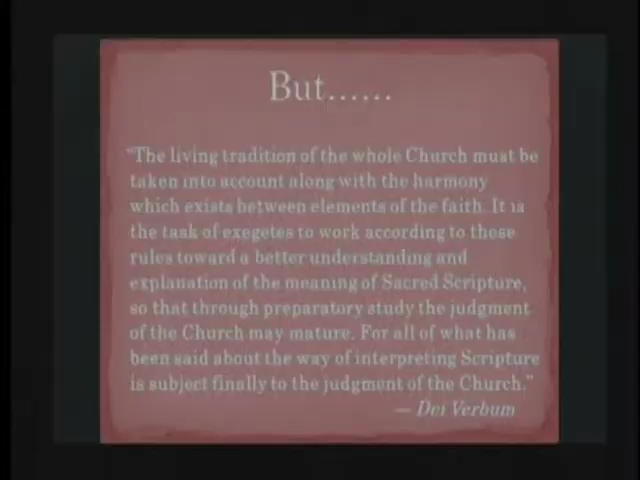 But......
"The living tradition of the whole Church must be
taken into account along with the harmony
which exists between elements of the faith. It is
the task of exegetes to work according to these
rules toward a better understanding and
explanation of the meaning of Sacred Scripture,
so that through preparatory study the judgment
of the Church may mature. For all of what has
been said about the way of interpreting Scripture
is subject finally to the judgment of the Church."
— Dei Verbum